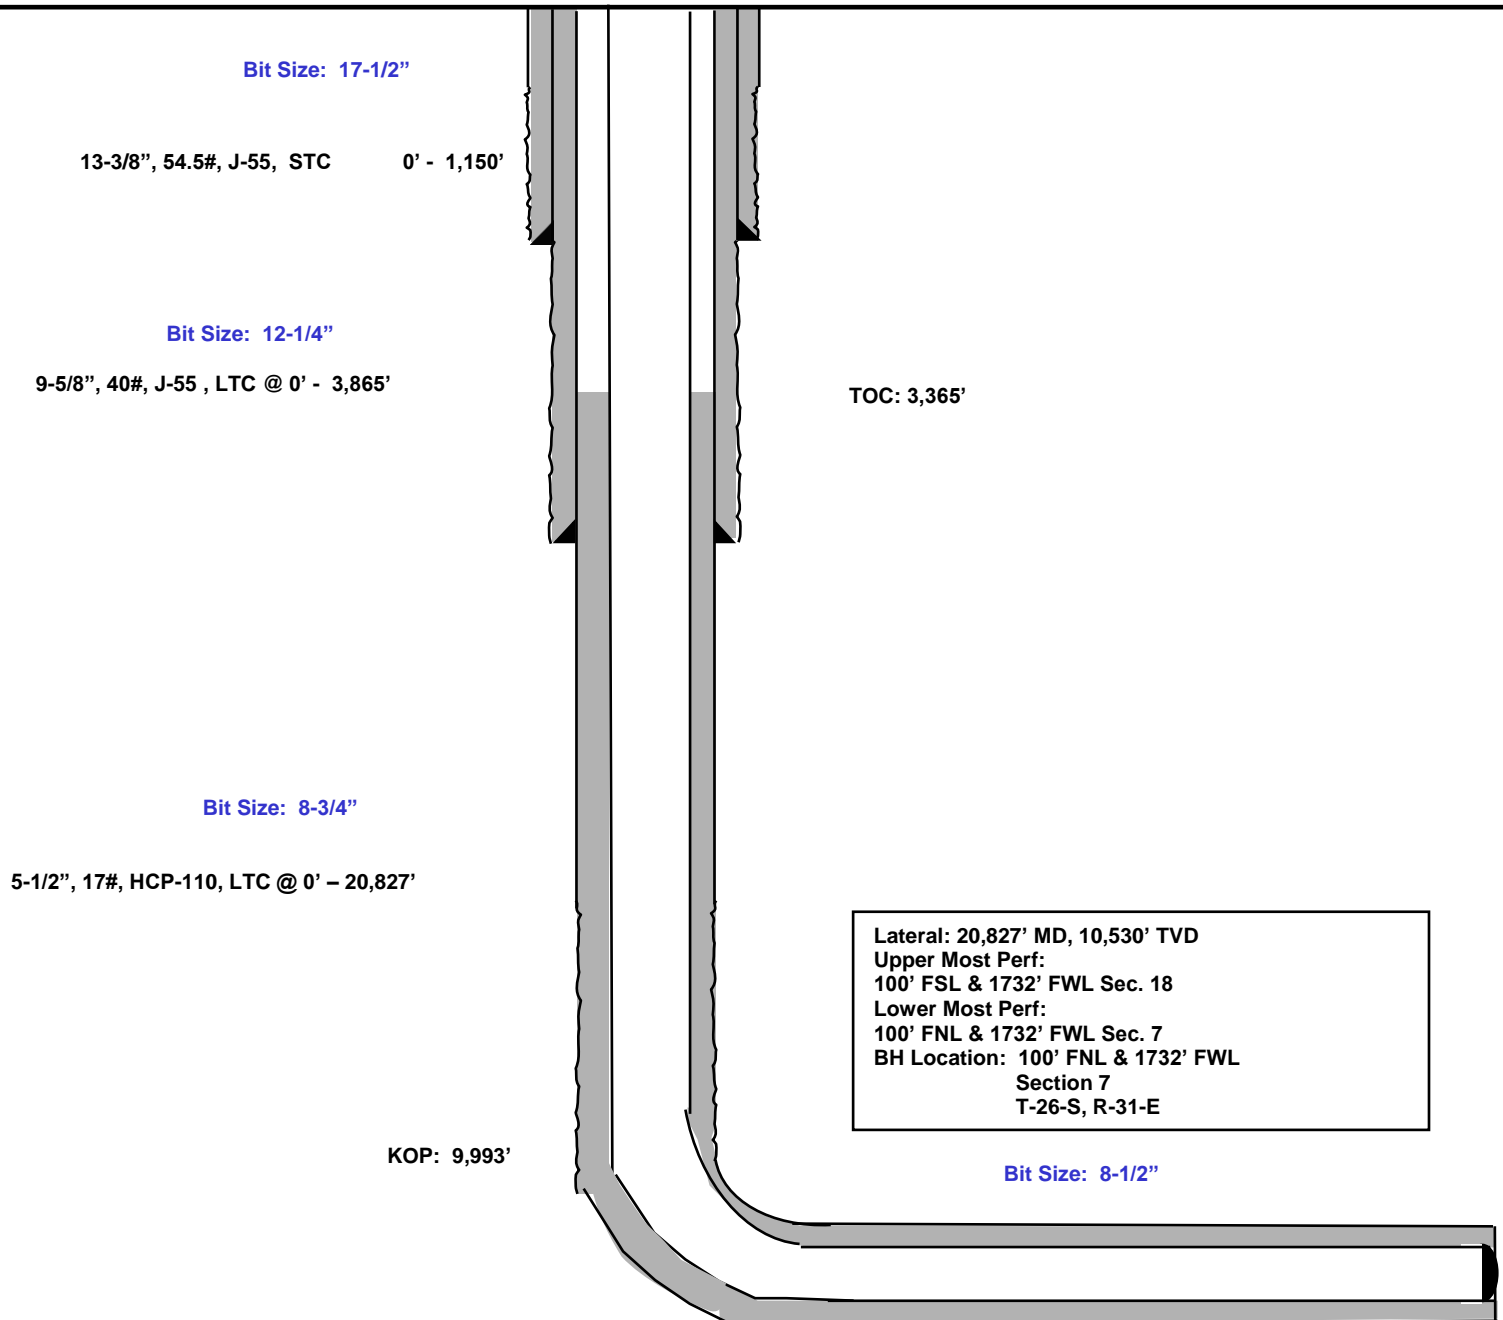 Bit Size: 17-1/2”
13-3/8”, 54.5#, J-55, STC 0’ - 1,150’
Bit Size: 12-1/4”
9-5/8”, 40#, J-55 , LTC @ 0’ - 3,865’
TOC: 3,365’
Bit Size: 8-3/4”
5-1/2”, 17#, HCP-110, LTC @ 0’ – 20,827’
Lateral: 20,827’ MD, 10,530’ TVD
Upper Most Perf:
100’ FSL & 1732’ FWL Sec. 18
Lower Most Perf:
100’ FNL & 1732’ FWL Sec. 7
BH Location: 100’ FNL & 1732’ FWL
Section 7
T-26-S, R-31-E
KOP: 9,993’
Bit Size: 8-1/2”